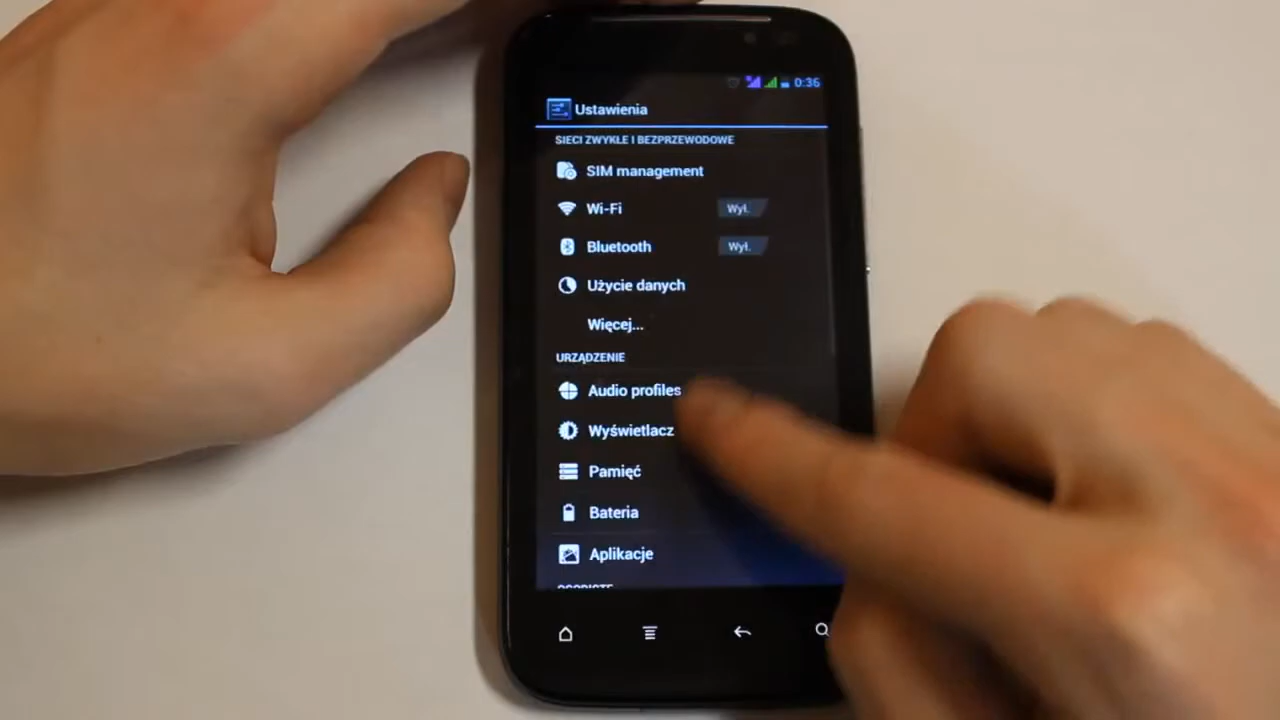 0:36
Ustawienia
SIECI ZWYKŁE I BEZPRZEWODOWE
SIM management
Wi-Fi Wył.
Bluetooth Wył.
Użycie danych
Więcej...
URZĄDZENIE
Audio profiles
Wyświetlacz
Pamięć
Bateria
Aplikacje